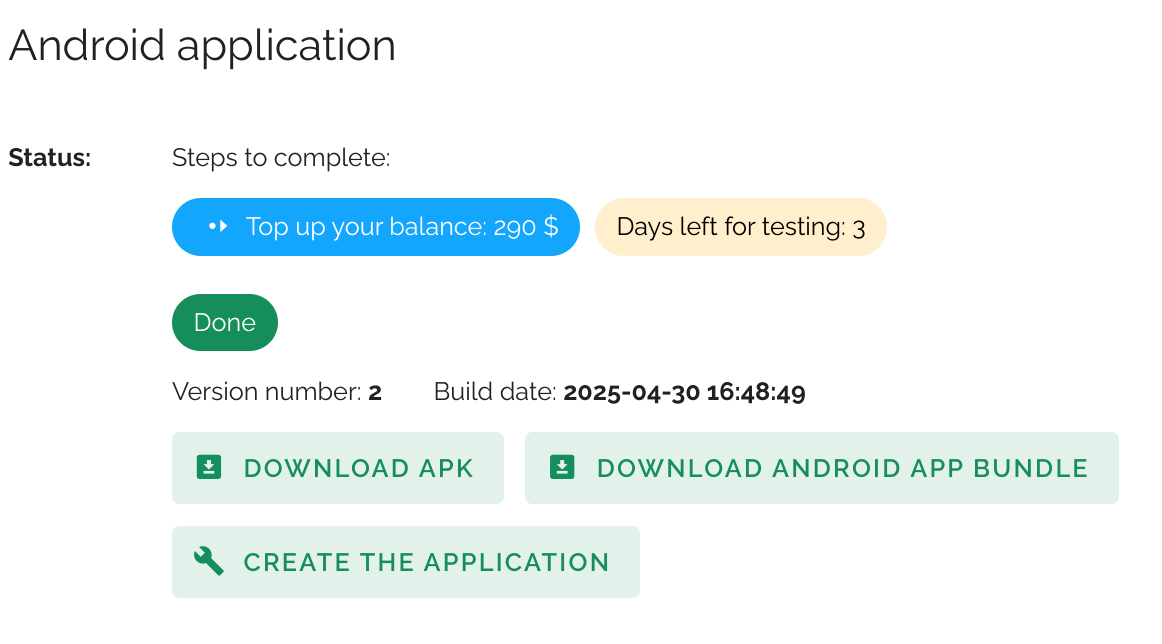 Android application
Status: Steps to complete:
Top up your balance: 290 $ Days left for testing: 3
Done
Version number: 2 Build date: 2025-04-30 16:48:49
DOWNLOAD APK DOWNLOAD ANDROID APP BUNDLE
CREATE THE APPLICATION